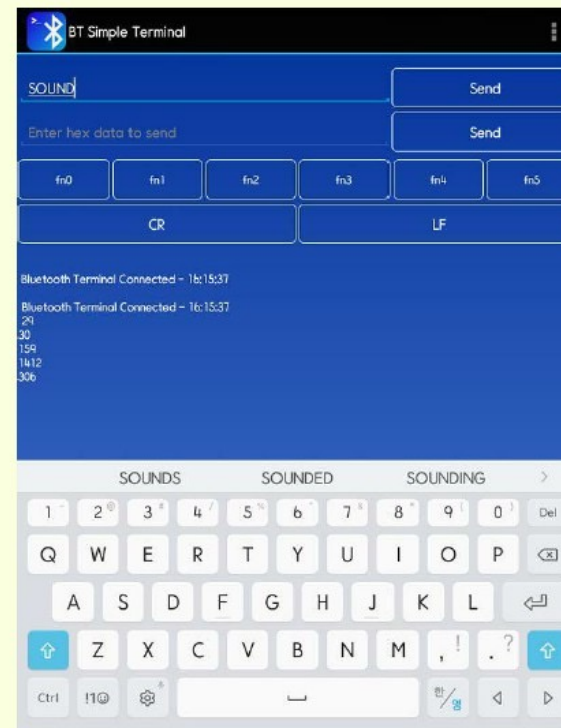 BT Simple Terminal
SOUND Send
Enter hex data to send Send
fn0 fn1 fn2 fn3 fn4 fn5
CR LF
Bluetooth Terminal Connected - 16:15:37
Bluetooth Terminal Connected - 16:15:37
29
30
159
1412
306
SOUNDS SOUNDED SOUNDING >
1 2 @ 3 # 4 / 5 % 6 ^ 7 8 * 9 ( 0 ) Del
Q W E R T Y U I O P
A S D F G H J K L
Z X C V B N M , ! . ?
Ctrl !1☺ 한/영